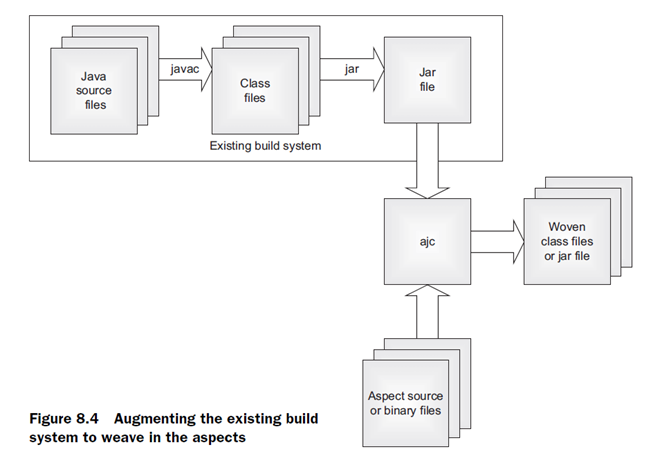 Java
source
files
javac
Class
files
jar
Jar
file
Existing build system
ajc
Woven
class files
or jar file
Aspect source
or binary files
Figure 8.4 Augmenting the existing build
system to weave in the aspects